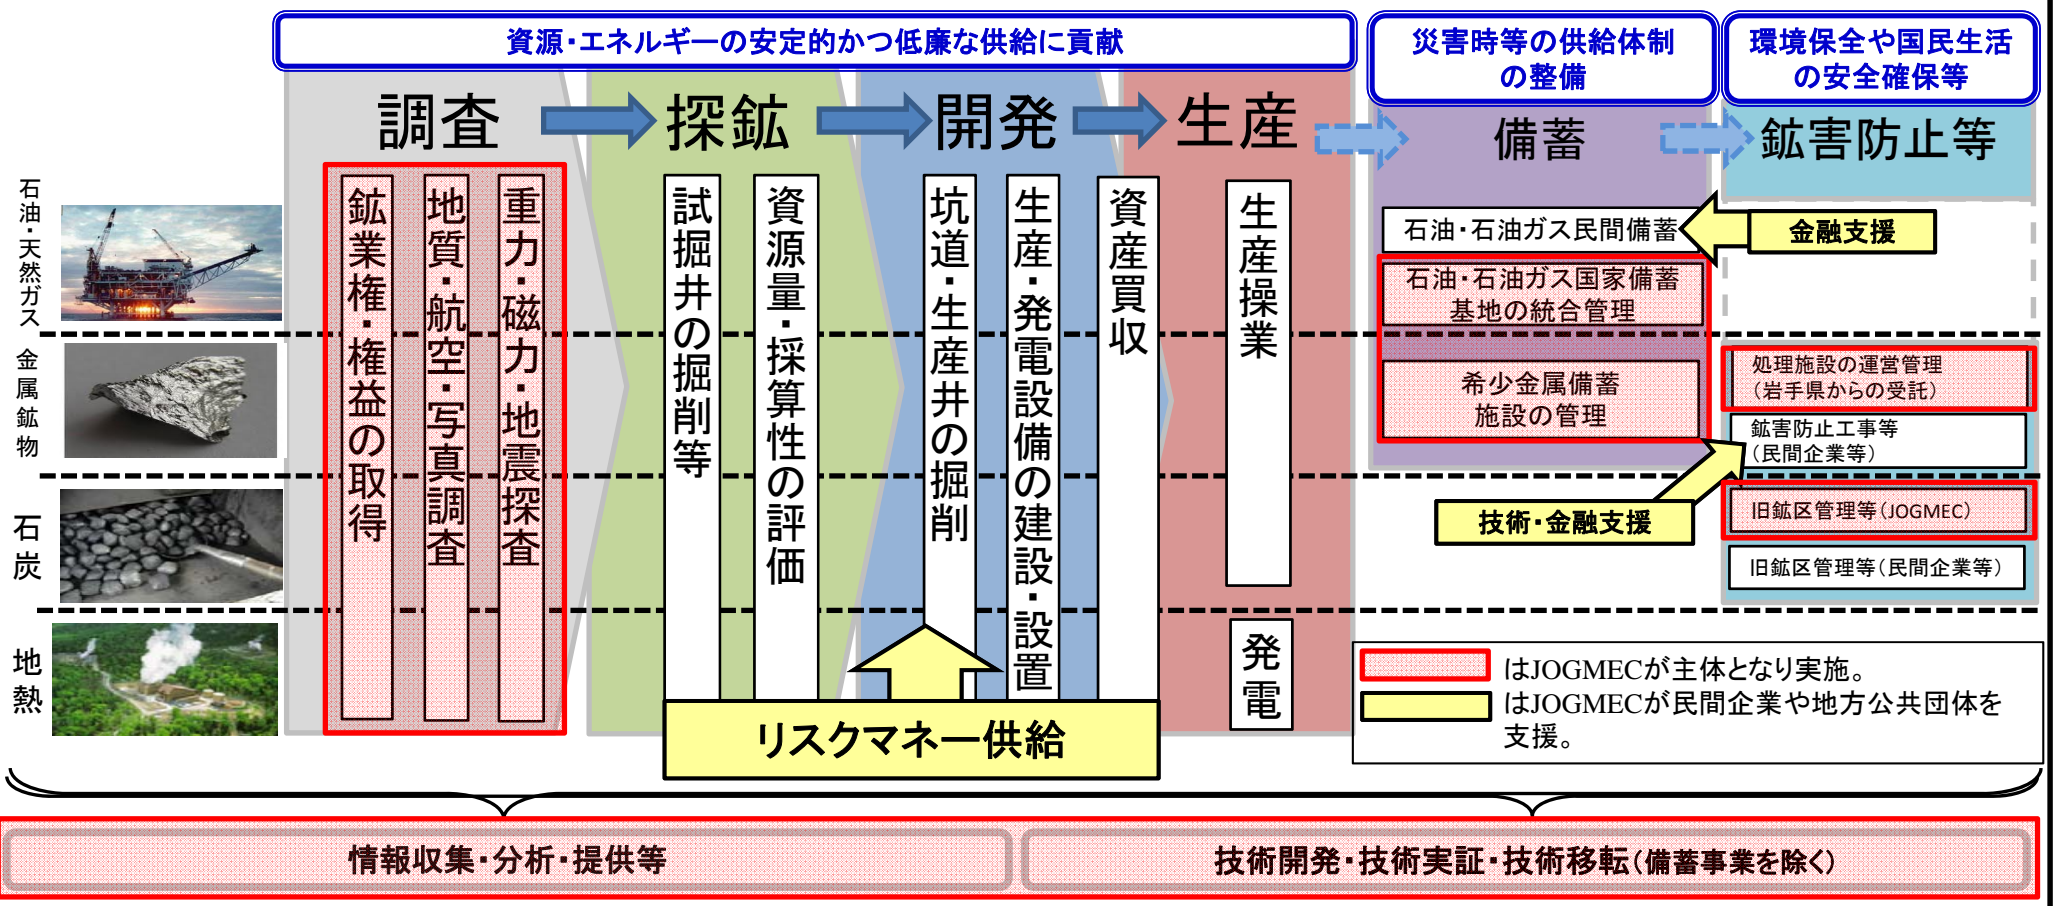 資源・エネルギーの安定的かつ低廉な供給に貢献
災害時等の供給体制
の整備
環境保全や国民生活
の安全確保等
調査
探鉱
開発
生産
備蓄
鉱害防止等
石油・天然ガス
金属鉱物
石炭
地熱
鉱業権・権益の取得
地質・航空・写真調査
重力・磁力・地震探査
試掘井の掘削等
資源量・採算性の評価
坑道・生産井の掘削
生産・発電設備の建設・設置
資産買収
生産操業
発電
石油・石油ガス民間備蓄
金融支援
石油・石油ガス国家備蓄
基地の統合管理
希少金属備蓄
施設の管理
処理施設の運営管理
（岩手県からの受託）
鉱害防止工事等
（民間企業等）
技術・金融支援
旧鉱区管理等（JOGMEC）
旧鉱区管理等（民間企業等）
リスクマネー供給
はJOGMECが主体となり実施。
はJOGMECが民間企業や地方公共団体を
支援。
情報収集・分析・提供等
技術開発・技術実証・技術移転（備蓄事業を除く）